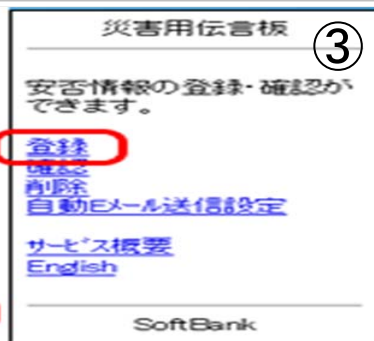 災害用伝言板
③
安否情報の登録・確認が
できます。
登録
確認
削除
自動Eメール送信設定
サービス概要
English
SoftBank